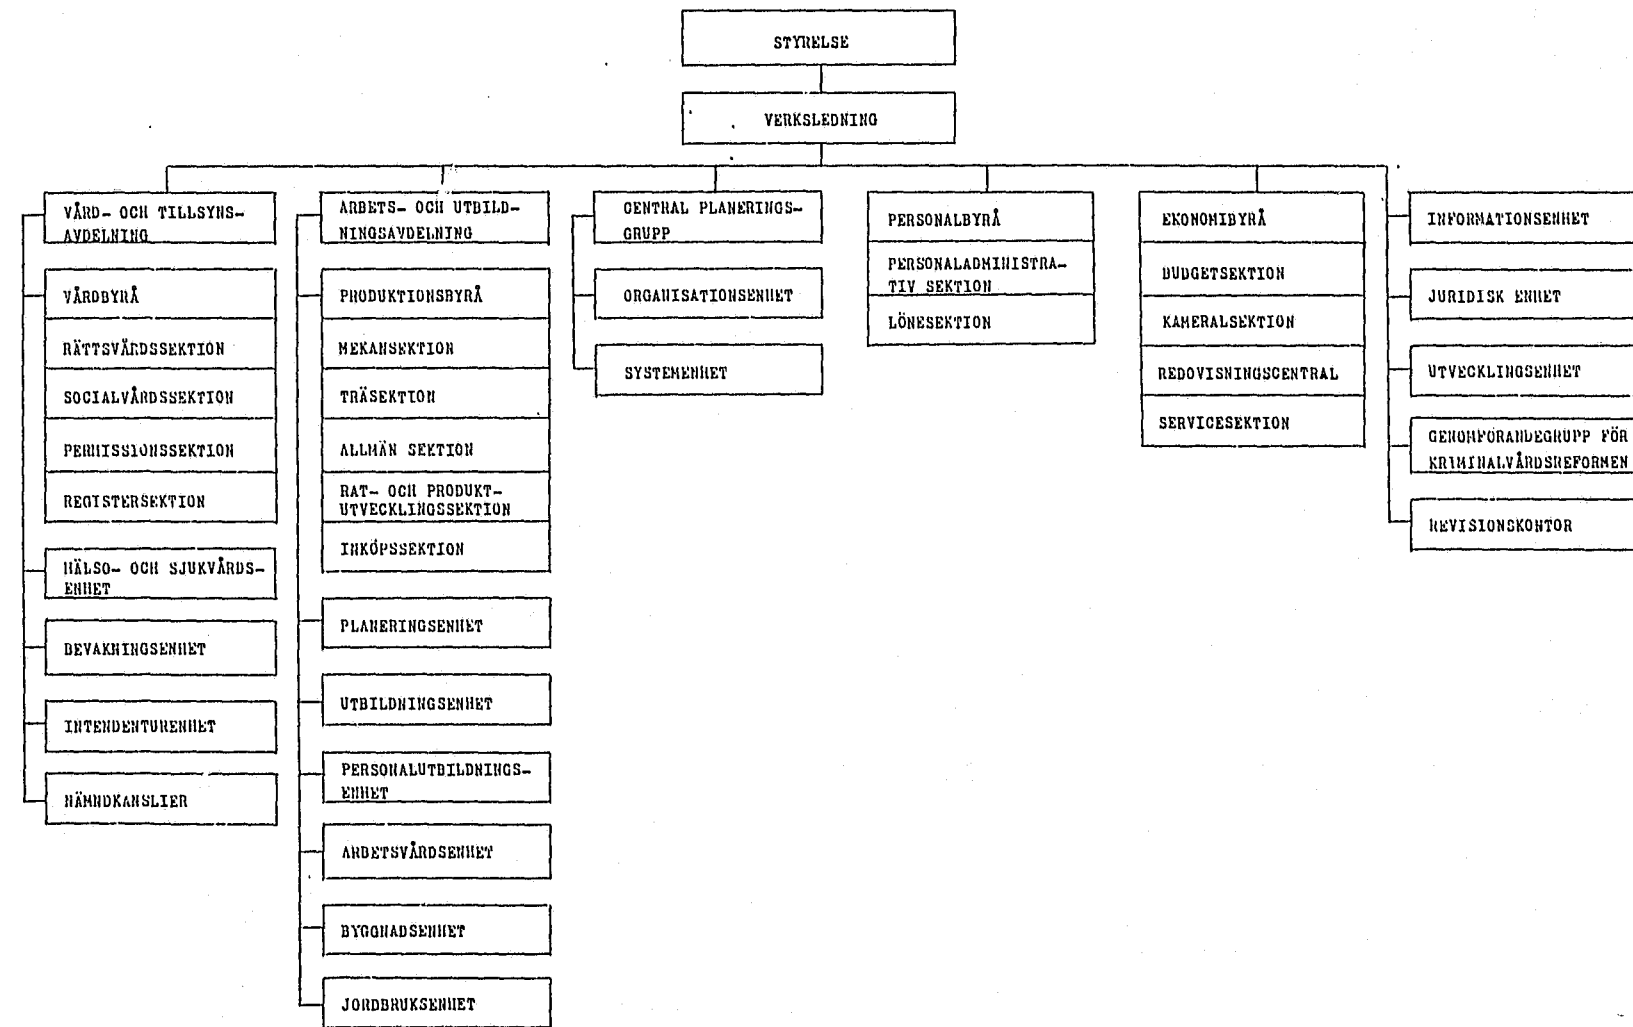 STYRELSE
VERKSLEDNING
VÅRD- OCH TILLSYNS-
AVDELNING
VÅRDBYRÅ
RÄTTSVÅRDSSEKTION
SOCIALVÅRDSSEKTION
PERMISSIONSSEKTION
REGISTERSEKTION
HÄLSO- OCH SJUKVÅRDS-
ENHET
BEVAKNINGSENHET
INTENDENTURENHET
NÄMNDKANSLIER
ARBETS- OCH UTBILD-
NINGSAVDELNING
PRODUKTIONSBYRÅ
MEKANSEKTION
TRÄSEKTION
ALLMÄN SEKTION
RAT- OCH PRODUKT-
UTVECKLINGSSEKTION
INKÖPSSEKTION
PLANERINGSENHET
UTBILDNINGSENHET
PERSONALUTBILDNINGS-
ENHET
ARBETSVÅRDSENHET
BYGGNADSENHET
JORDBRUKSENHET
CENTRAL PLANERINGS-
GRUPP
ORGANISATIONSENHET
SYSTEMENHET
PERSONALBYRÅ
PERSONALADMINISTRA-
TIV SEKTION
LÖNESEKTION
EKONOMIBYRÅ
BUDGETSEKTION
KAMERALSEKTION
REDOVISNINGSCENTRAL
SERVICESEKTION
INFORMATIONSENHET
JURIDISK ENHET
UTVECKLINGSENHET
GENOMFÖRANDEGRUPP FÖR
KRIMINALVÅRDSREFORMEN
REVISIONSKONTOR